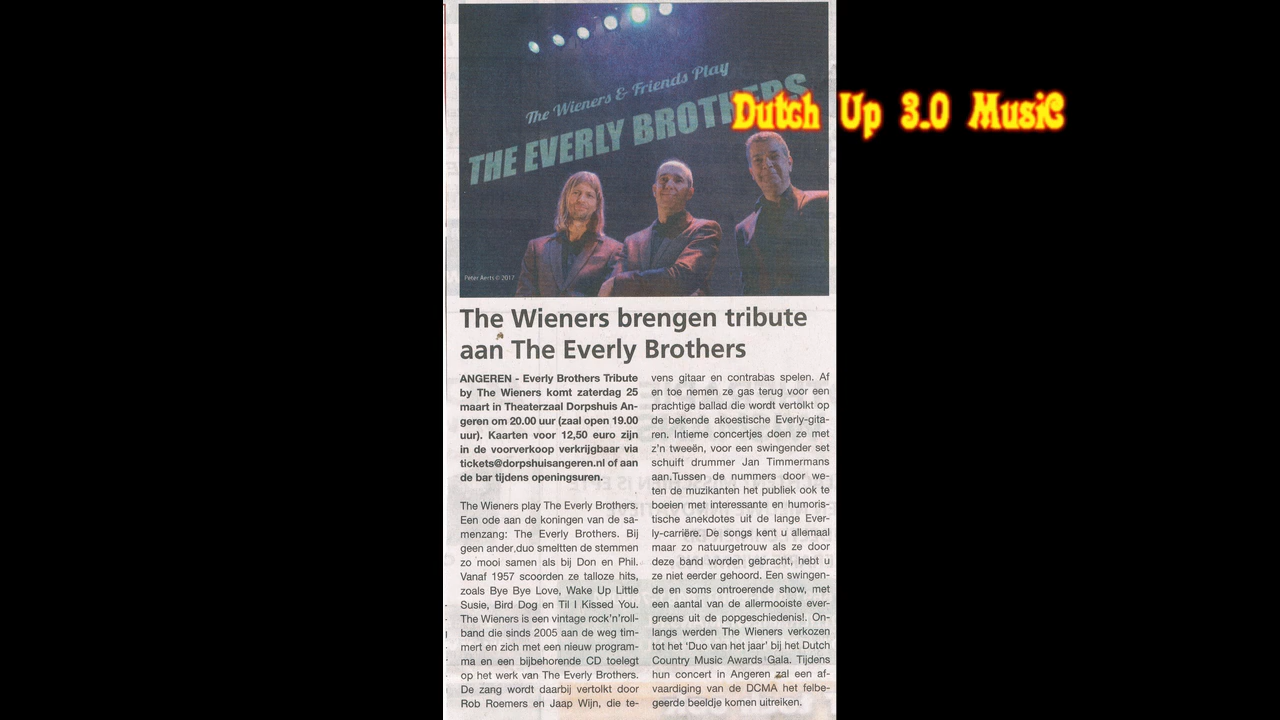 The Wieners & Friends Play
THE EVERLY BROTHERS
Dutch Up 3.0 MusiC
Peter Aerts © 2017
The Wieners brengen tribute
aan The Everly Brothers
ANGEREN - Everly Brothers Tribute
by The Wieners komt zaterdag 25
maart in Theaterzaal Dorpshuis An-
geren om 20.00 uur (zaal open 19.00
uur). Kaarten voor 12,50 euro zijn
in de voorverkoop verkrijgbaar via
tickets@dorpshuisangeren.nl of aan
de bar tijdens openingsuren.
The Wieners play The Everly Brothers.
Een ode aan de koningen van de sa-
menzang: The Everly Brothers. Bij
geen ander duo smeltten de stemmen
zo mooi samen als bij Don en Phil.
Vanaf 1957 scoorden ze talloze hits,
zoals Bye Bye Love, Wake Up Little
Susie, Bird Dog en Til I Kissed You.
The Wieners is een vintage rock'n'roll-
band die sinds 2005 aan de weg tim-
mert en zich met een nieuw program-
ma en een bijbehorende CD toelegt
op het werk van The Everly Brothers.
De zang wordt daarbij vertolkt door
Rob Roemers en Jaap Wijn, die te-
vens gitaar en contrabas spelen. Af
en toe nemen ze gas terug voor een
prachtige ballad die wordt vertolkt op
de bekende akoestische Everly-gita-
ren. Intieme concertjes doen ze met
z'n tweeën, voor een swingender set
schuift drummer Jan Timmermans
aan.Tussen de nummers door we-
ten de muzikanten het publiek ook te
boeien met interessante en humoris-
tische anekdotes uit de lange Ever-
ly-carrière. De songs kent u allemaal
maar zo natuurgetrouw als ze door
deze band worden gebracht, hebt u
ze niet eerder gehoord. Een swingen-
de en soms ontroerende show, met
een aantal van de allermooiste ever-
greens uit de popgeschiedenis!. On-
langs werden The Wieners verkozen
tot het 'Duo van het jaar' bij het Dutch
Country Music Awards Gala. Tijdens
hun concert in Angeren zal een af-
vaardiging van de DCMA het felbe-
geerde beeldje komen uitreiken.